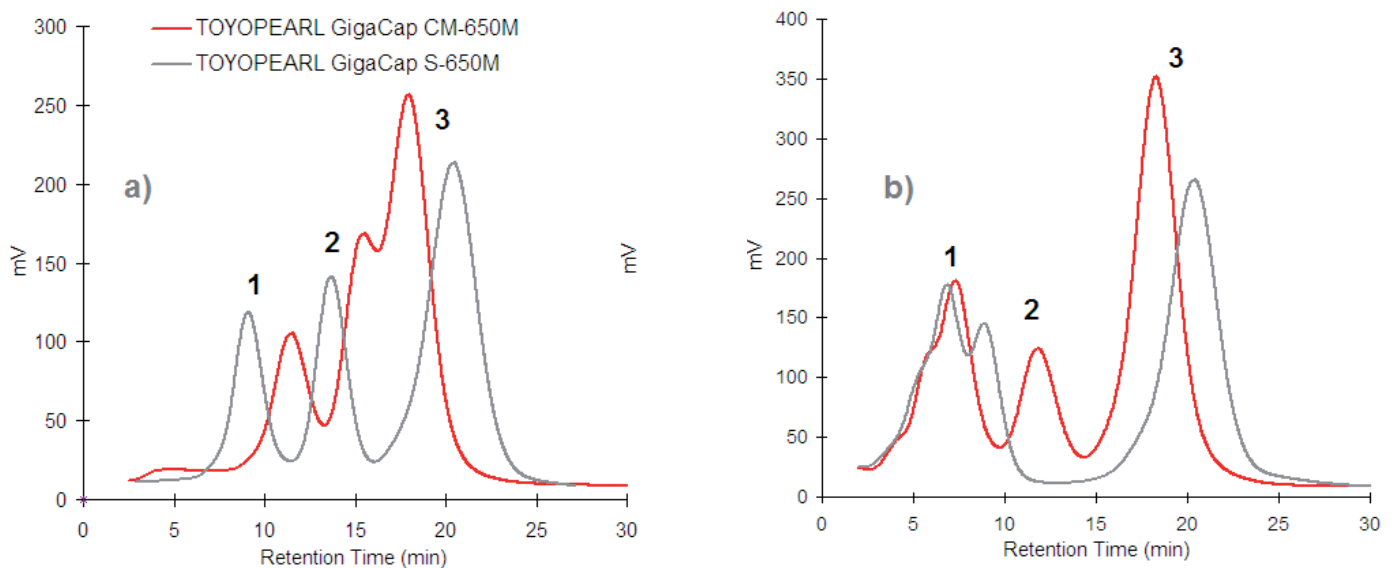 TOYOPEARL GigaCap CM-650M
TOYOPEARL GigaCap S-650M
a)
1
2
3
300
250
200
150
100
50
0
mV
0 5 10 15 20 25 30
Retention Time (min)
mV
b)
1
2
3
400
350
300
250
200
150
100
50
0
mV
0 5 10 15 20 25 30
Retention Time (min)